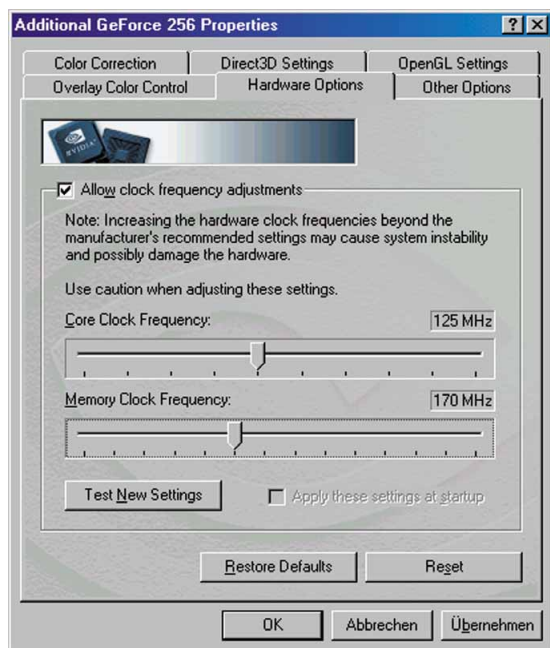 Additional GeForce 256 Properties
Color Correction
Direct3D Settings
OpenGL Settings
Overlay Color Control
Hardware Options
Other Options
NVIDIA
Allow clock frequency adjustments
Note: Increasing the hardware clock frequencies beyond the
manufacturer's recommended settings may cause system instability
and possibly damage the hardware.
Use caution when adjusting these settings.
Core Clock Frequency:
125 MHz
Memory Clock Frequency:
170 MHz
Test New Settings
Apply these settings at startup
Restore Defaults
Reset
OK
Abbrechen
Übernehmen